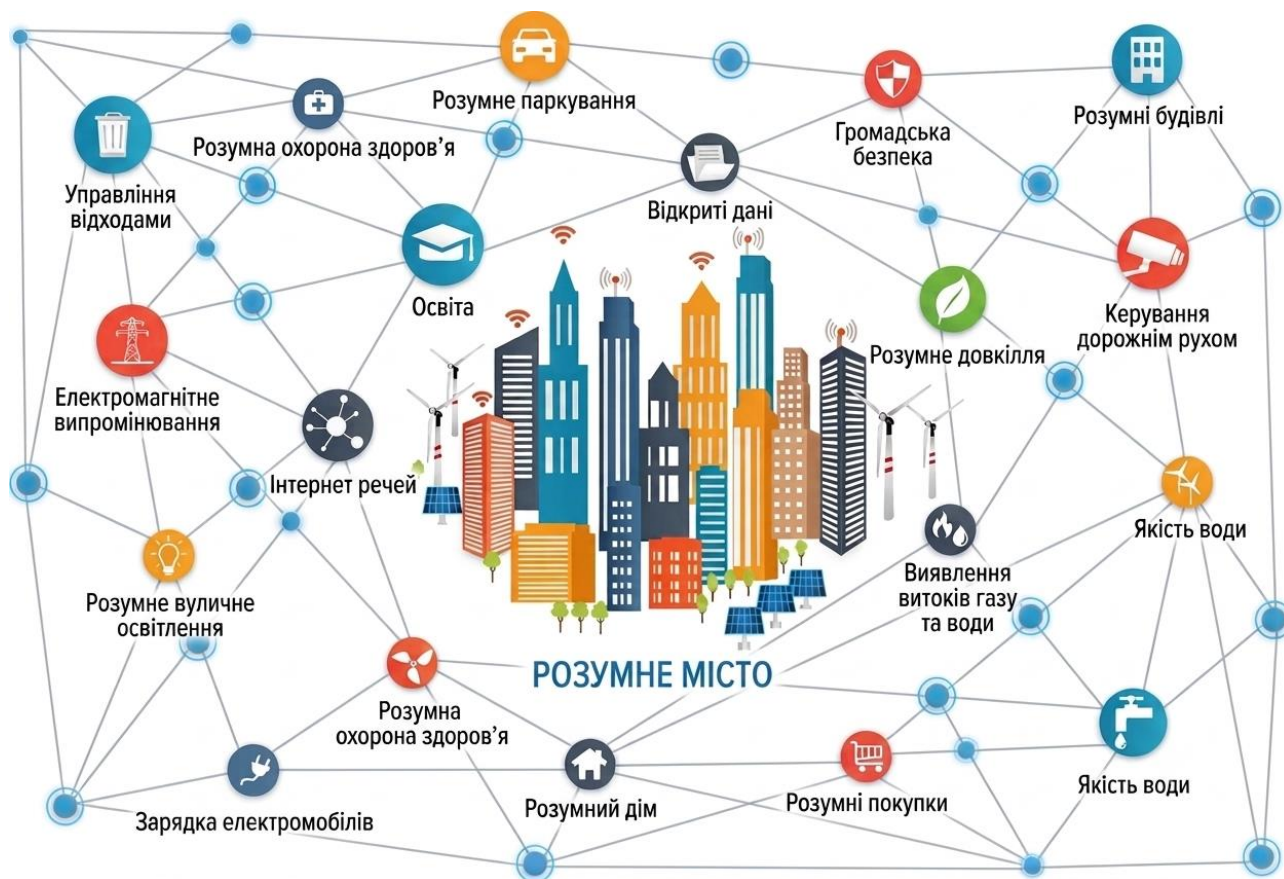 Розумне паркування
Розумна охорона здоров’я
Громадська
безпека
Розумні будівлі
Управління
відходами
Відкриті дані
Освіта
Розумне довкілля
Керування
дорожнім рухом
Електромагнітне
випромінювання
Інтернет речей
Якість води
Розумне вуличне
освітлення
Виявлення
витоків газу
та води
РОЗУМНЕ МІСТО
Розумна
охорона здоров’я
Зарядка електромобілів
Розумний дім
Розумні покупки
Якість води